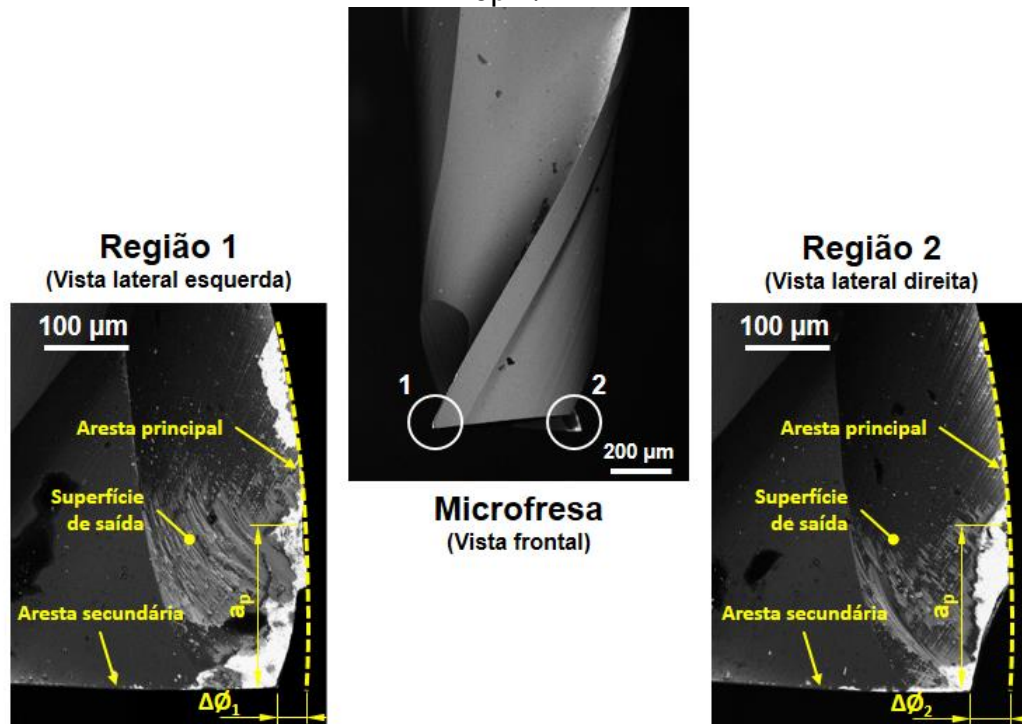 Região 1
(Vista lateral esquerda)
100 µm
Aresta principal
Superfície
de saída
aₚ
Aresta secundária
ΔØ₁
1
2
200 µm
Microfresa
(Vista frontal)
Região 2
(Vista lateral direita)
100 µm
Aresta principal
Superfície
de saída
aₚ
Aresta secundária
ΔØ₂